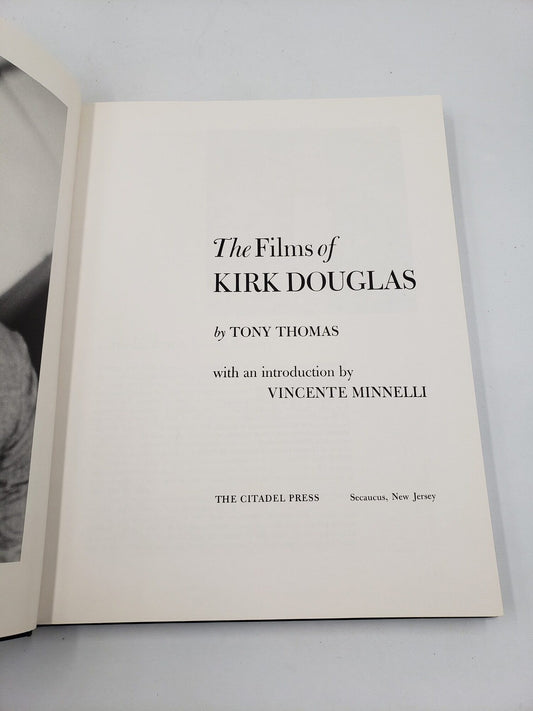 The Films of
KIRK DOUGLAS
by TONY THOMAS
with an introduction by
VINCENTE MINNELLI
THE CITADEL PRESS Secaucus, New Jersey